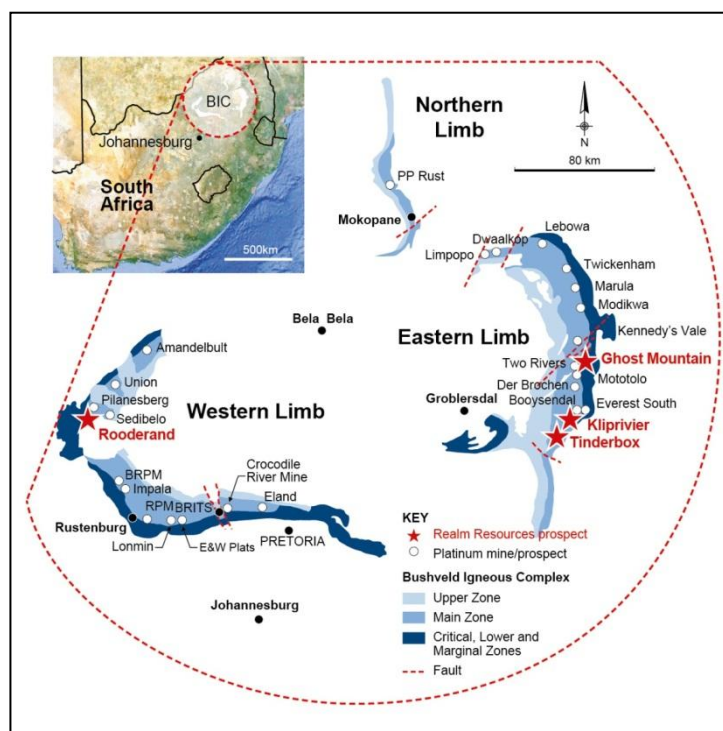 BIC
Johannesburg
South
Africa
500km
Northern
Limb
N
80 km
PP Rust
Mokopane
Lebowa
Dwaalkop
Limpopo
Twickenham
Marula
Modikwa
Bela Bela
Kennedy's Vale
Eastern Limb
Amandelbult
Ghost Mountain
Two Rivers
Mototolo
Union
Der Brochen
Pilanesberg
Booysendal
Groblersdal
Western Limb
Everest South
Sedibelo
Kliprivier
Rooderand
Tinderbox
Crocodile
River Mine
BRPM
Impala
Eland
RPM
BRITS
Rustenburg
Lonmin
E&W Plats
PRETORIA
Johannesburg
KEY
Realm Resources prospect
Platinum mine/prospect
Bushveld Igneous Complex
Upper Zone
Main Zone
Critical, Lower and
Marginal Zones
Fault